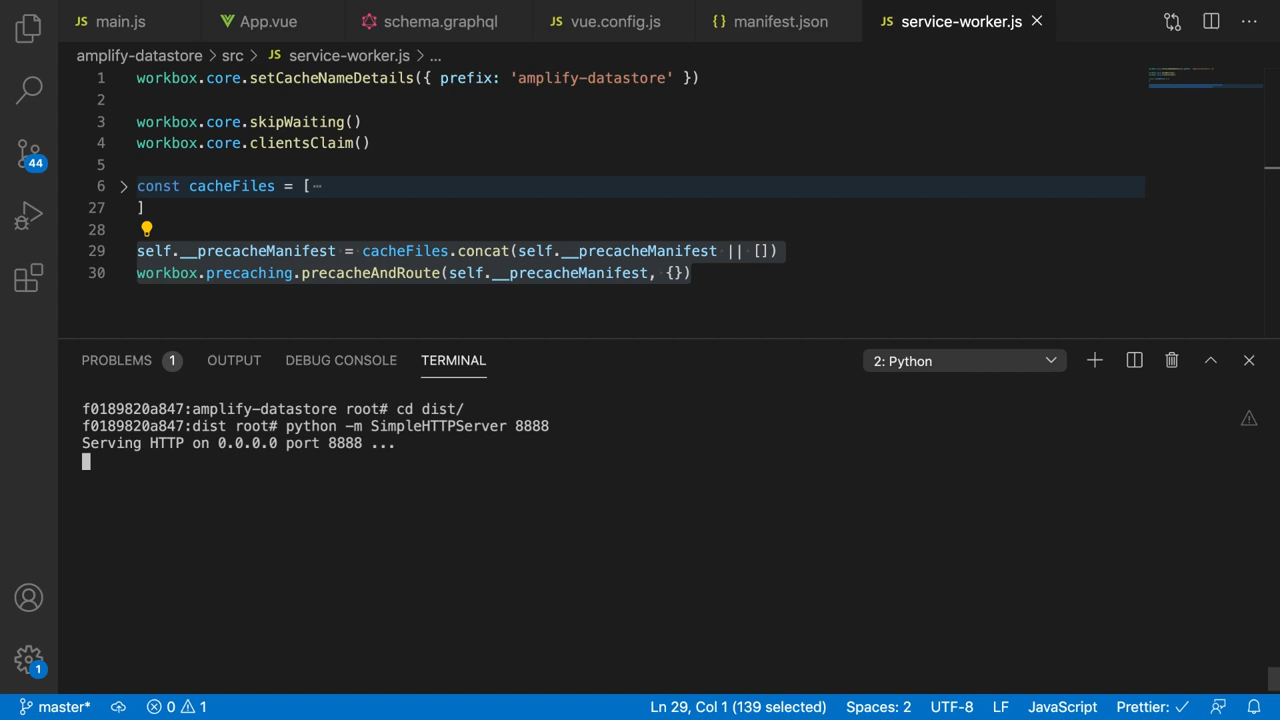 main.js App.vue schema.graphql vue.config.js manifest.json service-worker.js
amplify-datastore > src > JS service-worker.js > ...
1 workbox.core.setCacheNameDetails({ prefix: 'amplify-datastore' })
2
3 workbox.core.skipWaiting()
4 workbox.core.clientsClaim()
5
6 const cacheFiles = [ ⋯
27 ]
28
29 self.__precacheManifest = cacheFiles.concat(self.__precacheManifest || [])
30 workbox.precaching.precacheAndRoute(self.__precacheManifest, {})
44
PROBLEMS 1 OUTPUT DEBUG CONSOLE TERMINAL 2: Python
f0189820a847:amplify-datastore root# cd dist/
f0189820a847:dist root# python -m SimpleHTTPServer 8888
Serving HTTP on 0.0.0.0 port 8888 ...
1
master* 0 1 Ln 29, Col 1 (139 selected) Spaces: 2 UTF-8 LF JavaScript Prettier: ✓